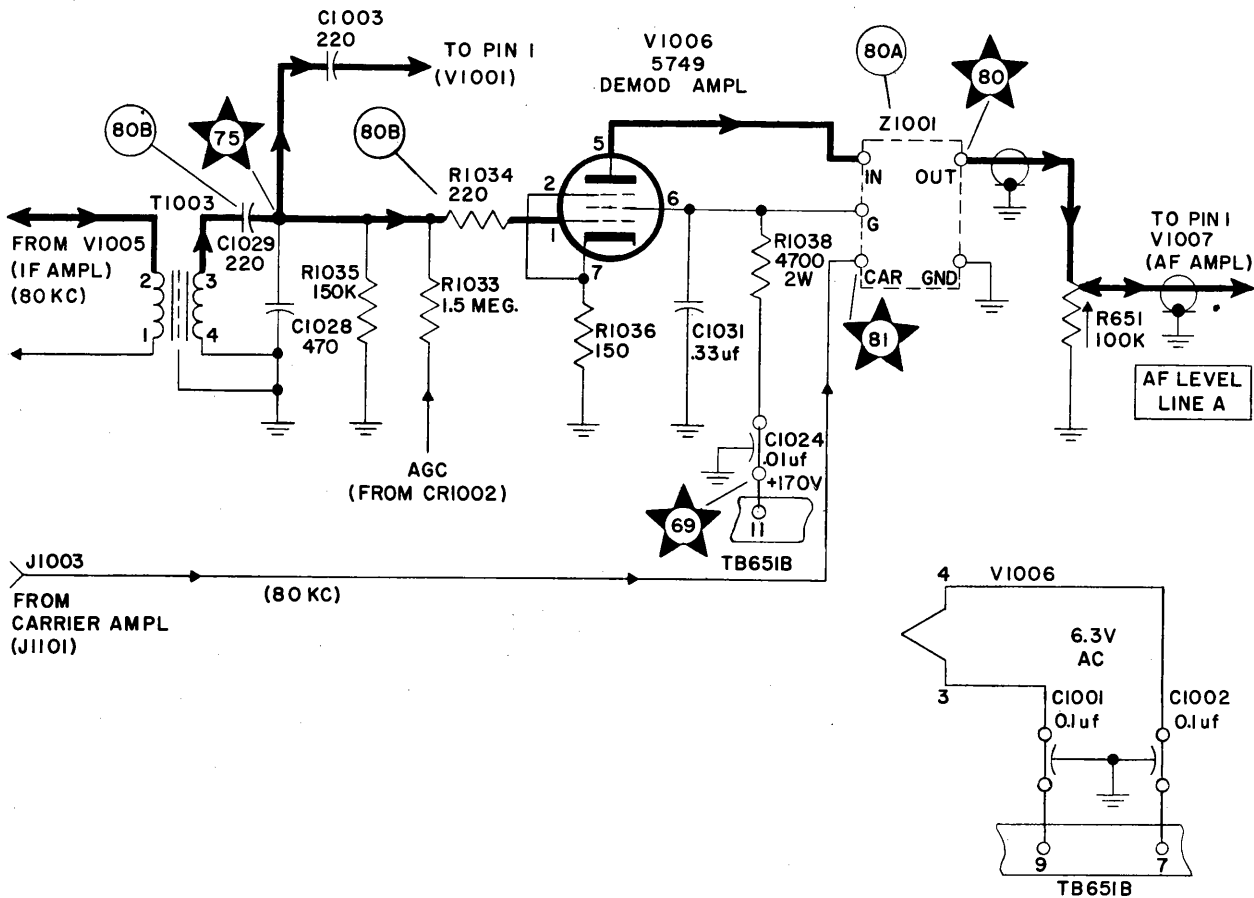 C1003
220
TO PIN 1
(V1001)
V1006
5749
DEMOD AMPL
80A
80
Z1001
80B
75
80B
R1034
220
5
2
1
6
7
IN
OUT
G
CAR
GND
T1003
C1029
220
FROM V1005
(IF AMPL)
(80 KC)
2
3
1
4
R1035
150K
C1028
470
R1033
1.5 MEG.
R1036
150
C1031
.33uf
R1038
4700
2W
81
TO PIN 1
V1007
(AF AMPL)
R651
100K
AF LEVEL
LINE A
AGC
(FROM CR1002)
C1024
.01uf
+170V
69
11
TB651B
J1003
(80 KC)
FROM
CARRIER AMPL
(J1101)
4
V1006
6.3V
AC
3
C1001
0.1uf
C1002
0.1uf
9
7
TB651B